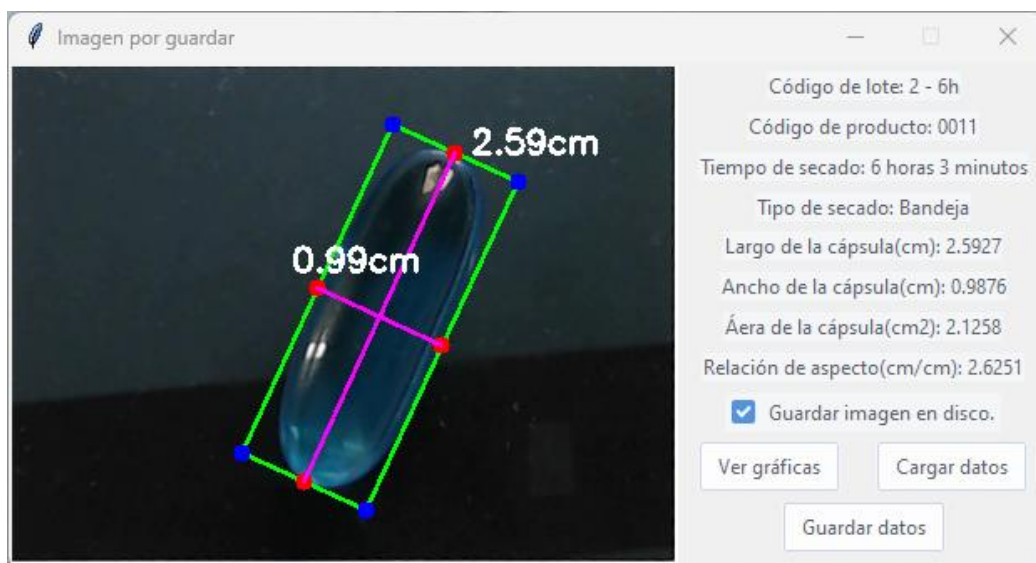 Imagen por guardar
2.59cm
0.99cm
Código de lote: 2 - 6h
Código de producto: 0011
Tiempo de secado: 6 horas 3 minutos
Tipo de secado: Bandeja
Largo de la cápsula(cm): 2.5927
Ancho de la cápsula(cm): 0.9876
Áera de la cápsula(cm2): 2.1258
Relación de aspecto(cm/cm): 2.6251
Guardar imagen en disco.
Ver gráficas
Cargar datos
Guardar datos